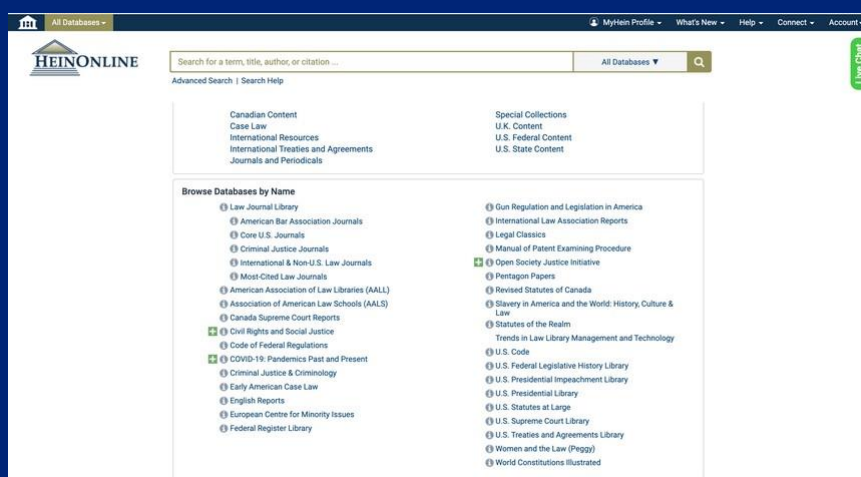 All Databases
MyHein Profile
What's New
Help
Connect
Account
HEINONLINE
Search for a term, title, author, or citation ...
All Databases ▼
Live Chat
Advanced Search | Search Help
Canadian Content
Case Law
International Resources
International Treaties and Agreements
Journals and Periodicals
Special Collections
U.K. Content
U.S. Federal Content
U.S. State Content
Browse Databases by Name
Law Journal Library
American Bar Association Journals
Core U.S. Journals
Criminal Justice Journals
International & Non-U.S. Law Journals
Most-Cited Law Journals
American Association of Law Libraries (AALL)
Association of American Law Schools (AALS)
Canada Supreme Court Reports
Civil Rights and Social Justice
Code of Federal Regulations
COVID-19: Pandemics Past and Present
Criminal Justice & Criminology
Early American Case Law
English Reports
European Centre for Minority Issues
Federal Register Library
Gun Regulation and Legislation in America
International Law Association Reports
Legal Classics
Manual of Patent Examining Procedure
Open Society Justice Initiative
Pentagon Papers
Revised Statutes of Canada
Slavery in America and the World: History, Culture &
Law
Statutes of the Realm
Trends in Law Library Management and Technology
U.S. Code
U.S. Federal Legislative History Library
U.S. Presidential Impeachment Library
U.S. Presidential Library
U.S. Statutes at Large
U.S. Supreme Court Library
U.S. Treaties and Agreements Library
Women and the Law (Peggy)
World Constitutions Illustrated